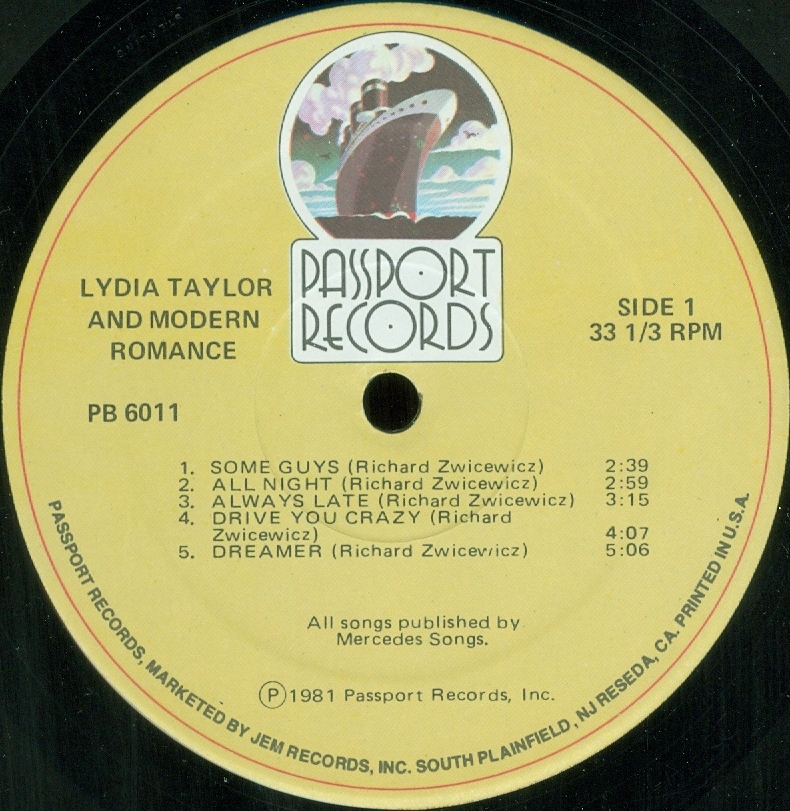 PASSPORT
RECORDS
LYDIA TAYLOR
AND MODERN
ROMANCE
SIDE 1
33 1/3 RPM
PB 6011
1. SOME GUYS (Richard Zwicewicz) 2:39
2. ALL NIGHT (Richard Zwicewicz) 2:59
3. ALWAYS LATE (Richard Zwicewicz) 3:15
4. DRIVE YOU CRAZY (Richard
Zwicewicz) 4:07
5. DREAMER (Richard Zwicewicz) 5:06
All songs published by
Mercedes Songs.
Ⓟ1981 Passport Records, Inc.
PASSPORT RECORDS, MARKETED BY JEM RECORDS, INC. SOUTH PLAINFIELD, NJ RESEDA, CA. PRINTED IN U.S.A.